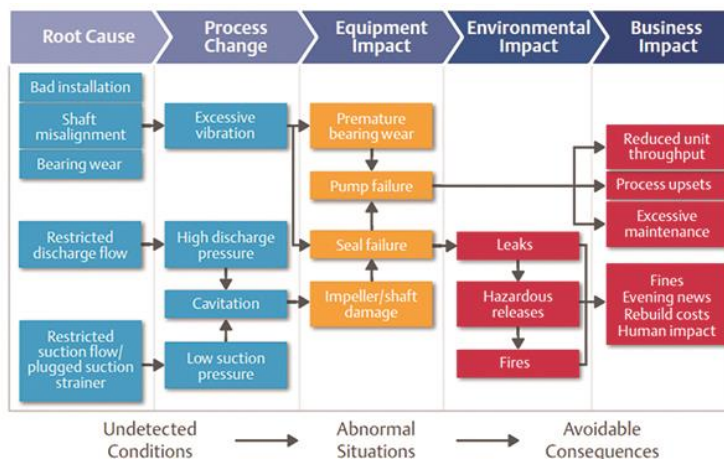 Root Cause
Process
Change
Equipment
Impact
Environmental
Impact
Business
Impact
Bad installation
Shaft
misalignment
Bearing wear
Excessive
vibration
Premature
bearing wear
Pump failure
Reduced unit
throughput
Process upsets
Excessive
maintenance
Restricted
discharge flow
High discharge
pressure
Seal failure
Leaks
Cavitation
Impeller/shaft
damage
Hazardous
releases
Fines
Evening news
Rebuild costs
Human impact
Restricted
suction flow/
plugged suction
strainer
Low suction
pressure
Fires
Undetected
Conditions
Abnormal
Situations
Avoidable
Consequences